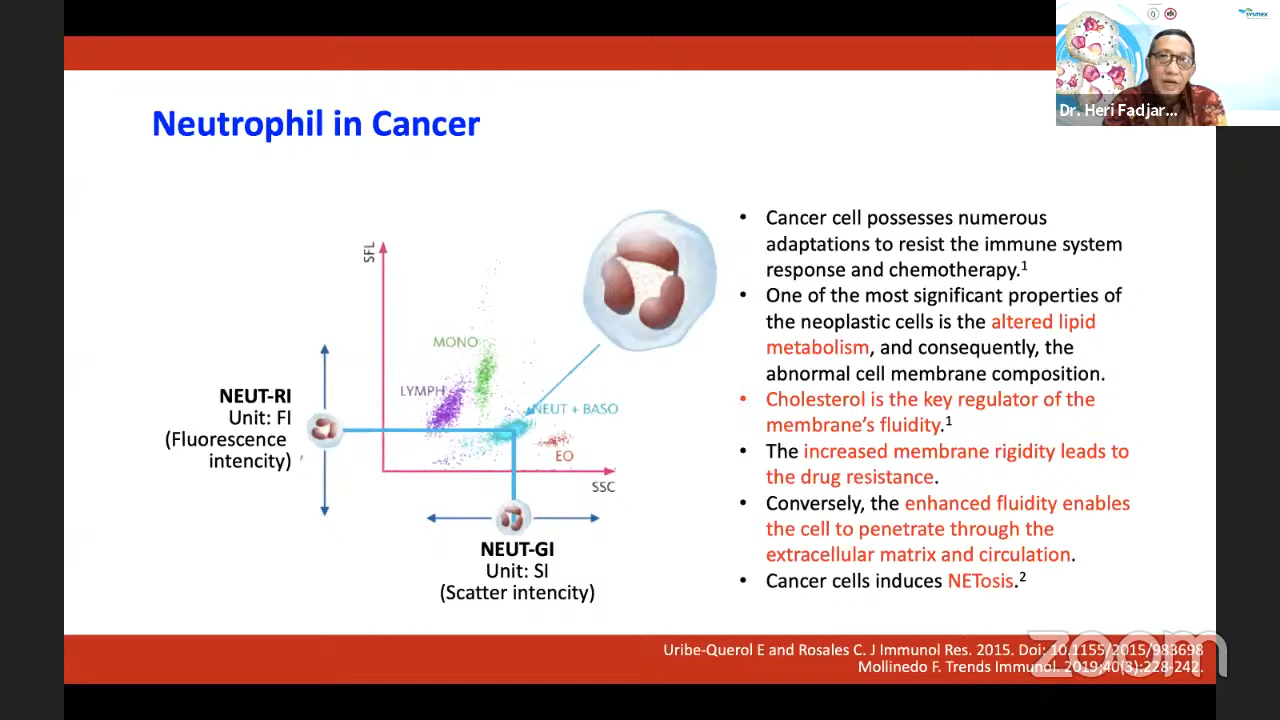 sysmex
Dr. Heri Fadjar...
Neutrophil in Cancer
SFL
MONO
LYMPH
NEUT + BASO
EO
SSC
NEUT-RI
Unit: FI
(Fluorescence
intencity)
NEUT-GI
Unit: SI
(Scatter intencity)
• Cancer cell possesses numerous
adaptations to resist the immune system
response and chemotherapy.1
• One of the most significant properties of
the neoplastic cells is the altered lipid
metabolism, and consequently, the
abnormal cell membrane composition.
• Cholesterol is the key regulator of the
membrane's fluidity.1
• The increased membrane rigidity leads to
the drug resistance.
• Conversely, the enhanced fluidity enables
the cell to penetrate through the
extracellular matrix and circulation.
• Cancer cells induces NETosis.2
Uribe-Querol E and Rosales C. J Immunol Res. 2015. Doi: 10.1155/2015/983698
Mollinedo F. Trends Immunol. 2019;40(3):228-242.
zoom